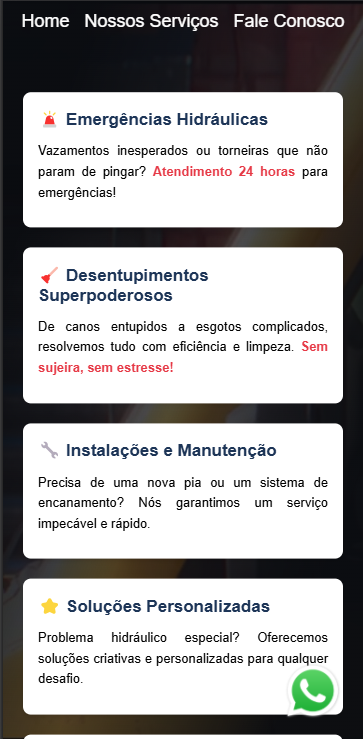 Home Nossos Serviços Fale Conosco
🚨 Emergências Hidráulicas
Vazamentos inesperados ou torneiras que não
param de pingar? Atendimento 24 horas para
emergências!
🪠 Desentupimentos
Superpoderosos
De canos entupidos a esgotos complicados,
resolvemos tudo com eficiência e limpeza. Sem
sujeira, sem estresse!
🔧 Instalações e Manutenção
Precisa de uma nova pia ou um sistema de
encanamento? Nós garantimos um serviço
impecável e rápido.
⭐ Soluções Personalizadas
Problema hidráulico especial? Oferecemos
soluções criativas e personalizadas para qualquer
desafio.